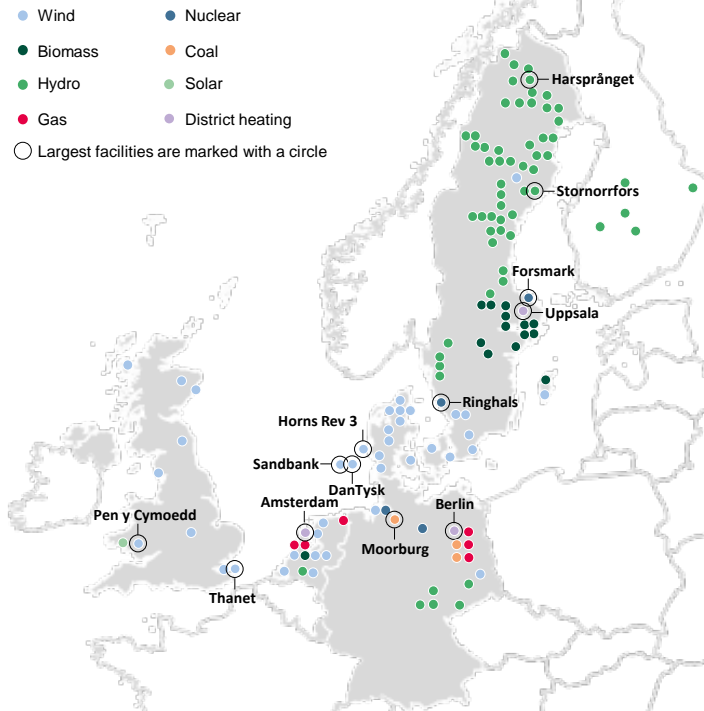 Wind
Nuclear
Biomass
Coal
Hydro
Solar
Gas
District heating
Largest facilities are marked with a circle
Harsprånget
Stornorrfors
Forsmark
Uppsala
Ringhals
Horns Rev 3
Sandbank
DanTysk
Amsterdam
Berlin
Pen y Cymoedd
Moorburg
Thanet